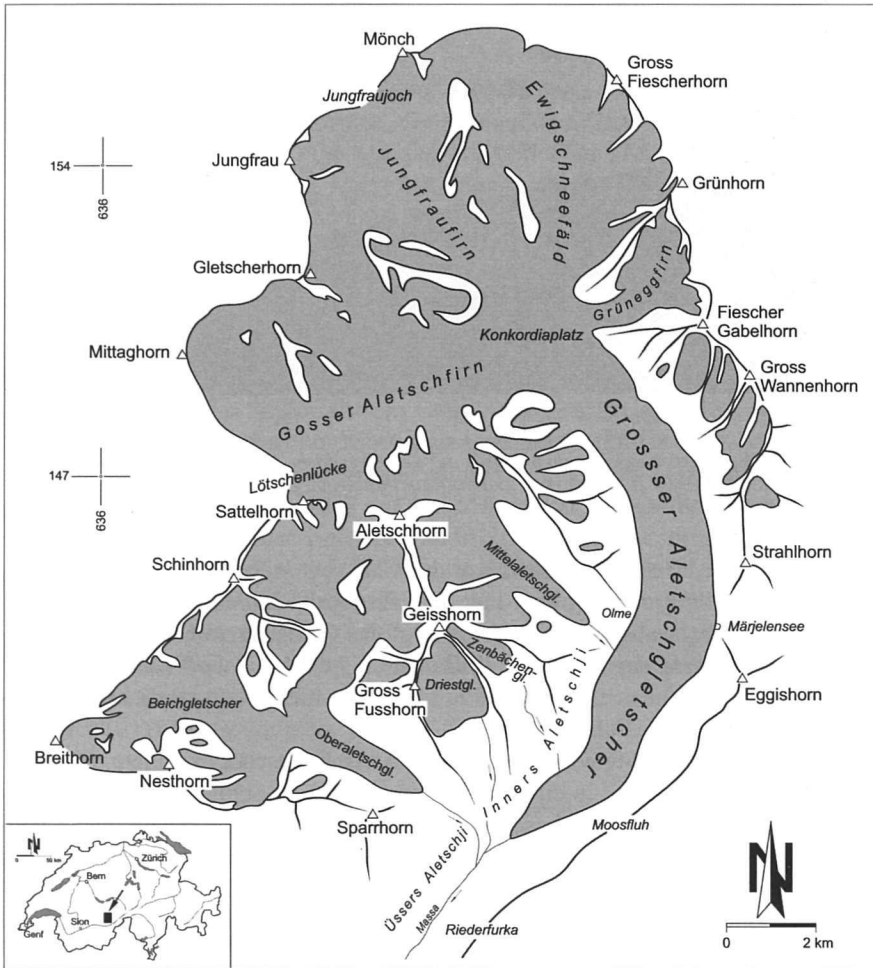 Mönch
Gross
Fiescherhorn
Jungfraujoch
Ewigschneefäld
154
636
Jungfrau
Jungfraufirn
Grünhorn
Gletscherhorn
Grüneggfirn
Konkordiaplatz
Fiescher
Gabelhorn
Mittaghorn
Gross
Wannenhorn
Gosser Aletschfirn
Grossser Aletschgletscher
147
636
Lötschenlücke
Sattelhorn
Aletschhorn
Mittelaletschgl.
Strahlhorn
Schinhorn
Olme
Geisshorn
Märjelensee
Zenbächen-
gl.
Gross
Fusshorn
Driestgl.
Eggishorn
Beichgletscher
Inners Aletschji
Breithorn
Nesthorn
Oberaletschgl.
Sparrhorn
Moosfluh
Üssers Aletschji
Massa
Riederfurka
N
0 2 km
N
0 50 km
Zürich
Bern
Sion
Genf